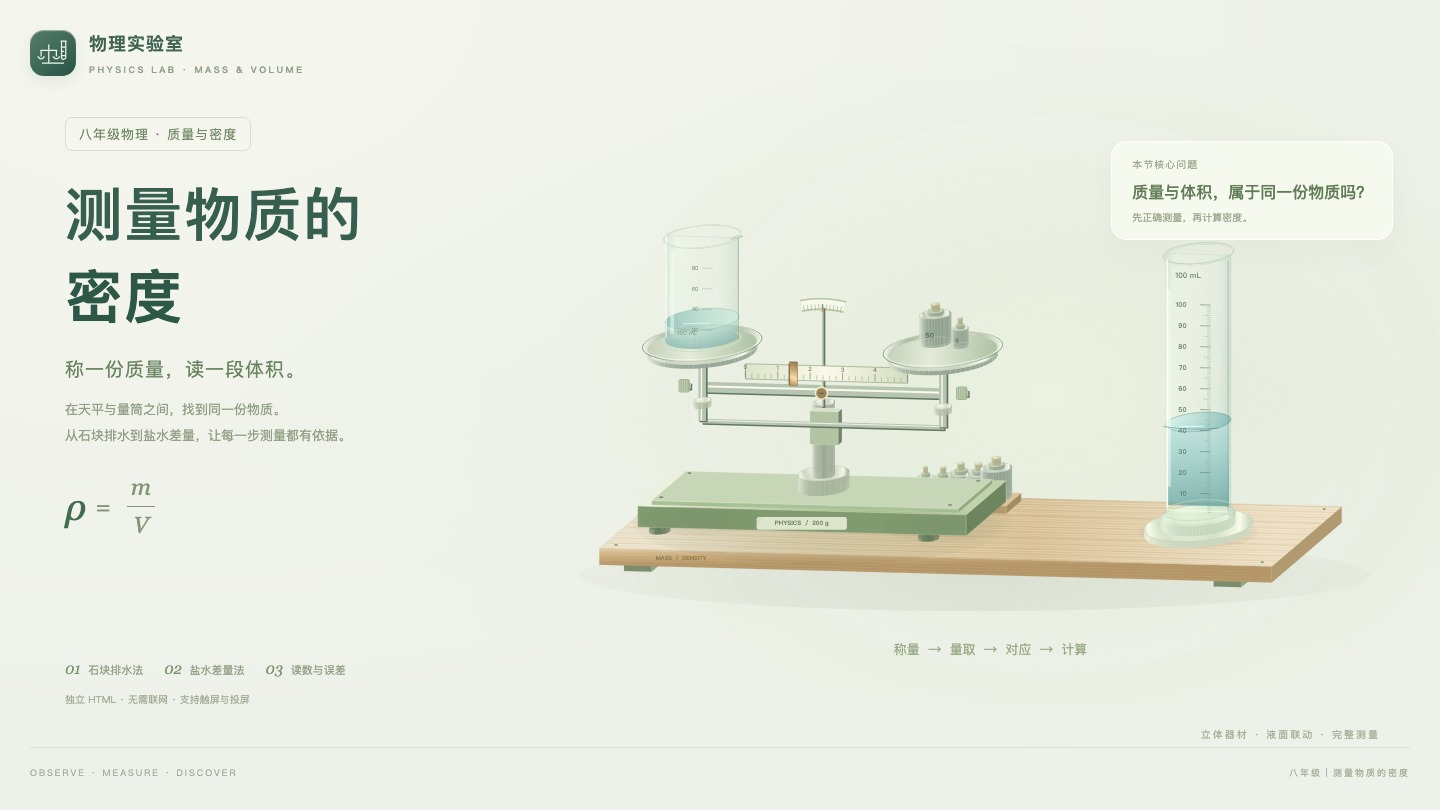 物理实验室
PHYSICS LAB · MASS & VOLUME
八年级物理 · 质量与密度
测量物质的
密度
称一份质量，读一段体积。
在天平与量筒之间，找到同一份物质。
从石块排水到盐水差量，让每一步测量都有依据。
ρ = m
V
01 石块排水法 02 盐水差量法 03 读数与误差
独立 HTML · 无需联网 · 支持触屏与投屏
本节核心问题
质量与体积，属于同一份物质吗？
先正确测量，再计算密度。
80
60
40
20
100 mL
50
5
0 1 2 3 4
PHYSICS / 200 g
MASS / DENSITY
100 mL
100
90
80
70
60
50
40
30
20
10
称量 → 量取 → 对应 → 计算
立体器材 · 液面联动 · 完整测量
OBSERVE · MEASURE · DISCOVER
八年级｜测量物质的密度